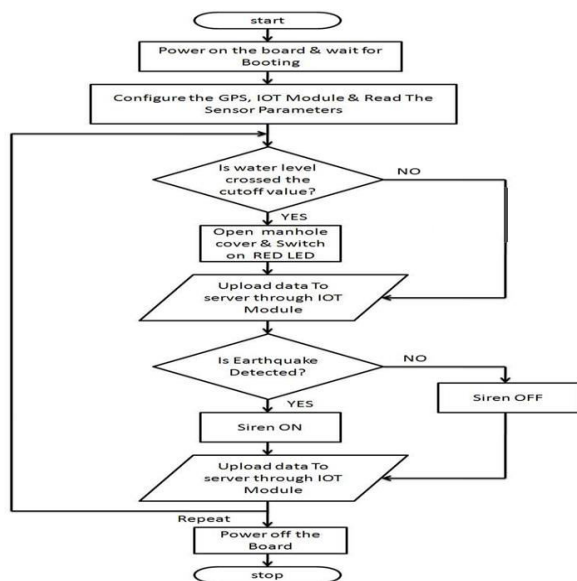 start
Power on the board & wait for
Booting
Configure the GPS, IOT Module & Read The
Sensor Parameters
Is water level
crossed the
cutoff value?
NO
YES
Open manhole
cover & Switch
on RED LED
Upload data To
server through IOT
Module
Is Earthquake
Detected?
NO
YES
Siren OFF
Siren ON
Upload data To
server through IOT
Module
Repeat
Power off the
Board
stop